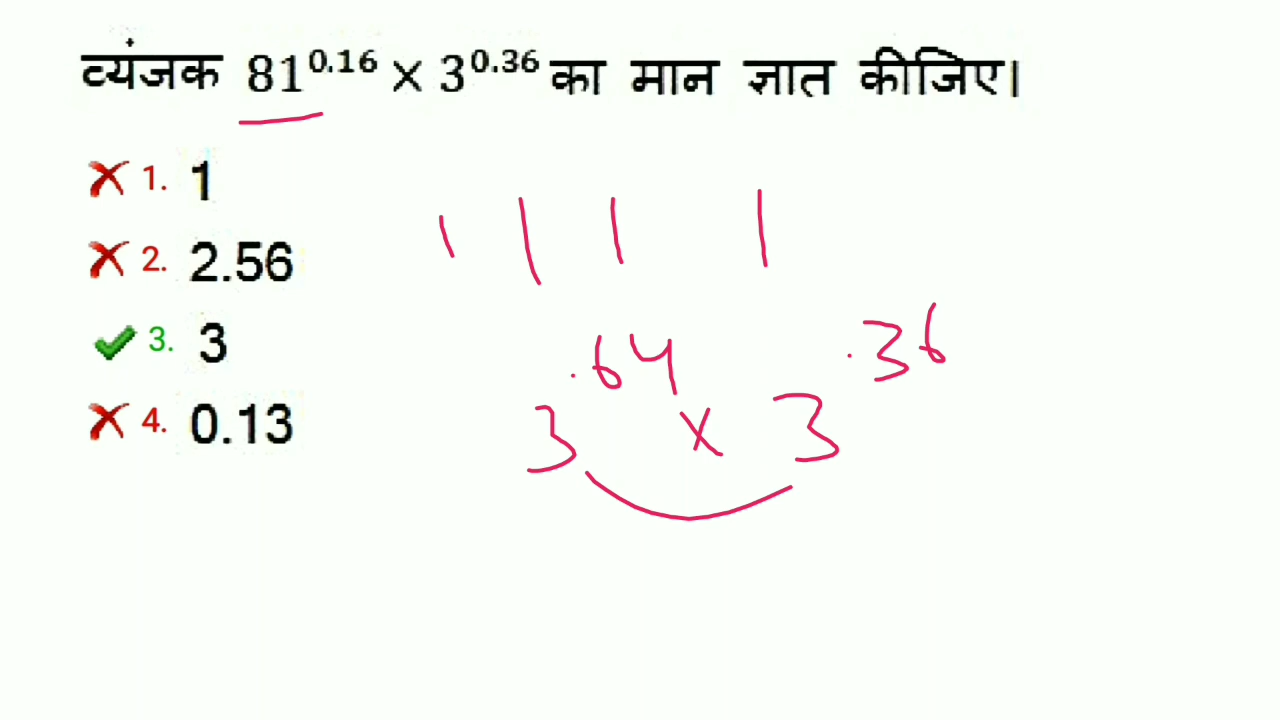 व्यंजक 81^0.16 × 3^0.36 का मान ज्ञात कीजिए।
1. 1
2. 2.56
3. 3
4. 0.13
3^.64 × 3^.36